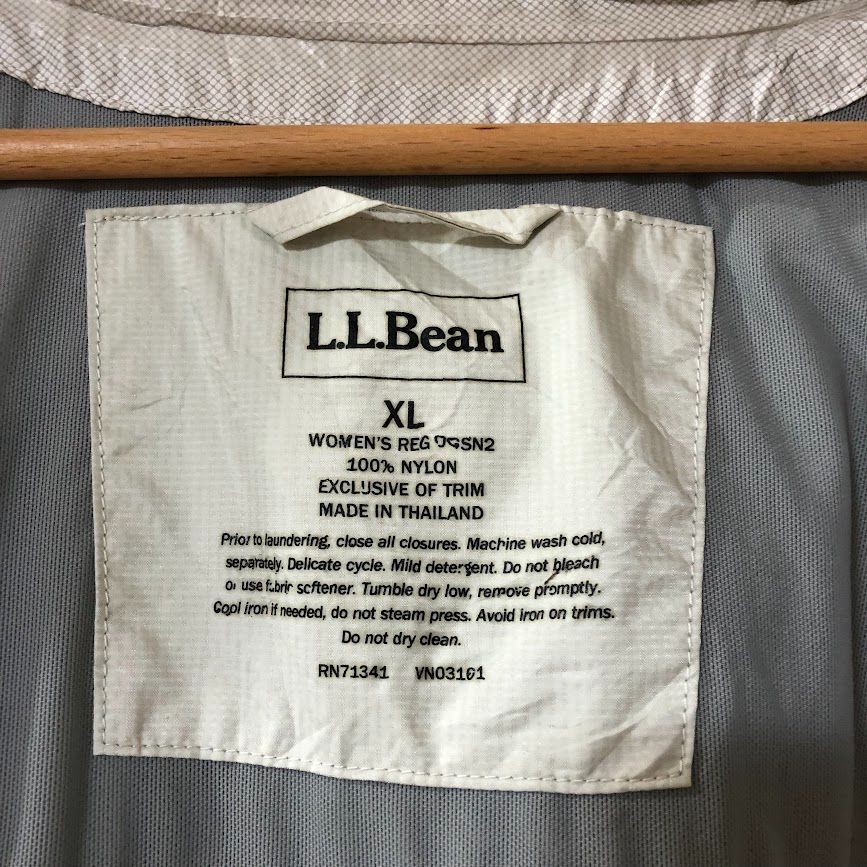 L.L.Bean
XL
WOMEN'S REG
100% NYLON
EXCLUSIVE OF TRIM
MADE IN THAILAND
Prior to laundering, close all closures. Machine wash cold,
separately. Delicate cycle. Mild detergent. Do not bleach
or use fabric softener. Tumble dry low, remove promptly.
Cool iron if needed, do not steam press. Avoid iron on trims.
Do not dry clean.
RN71341 VN03101